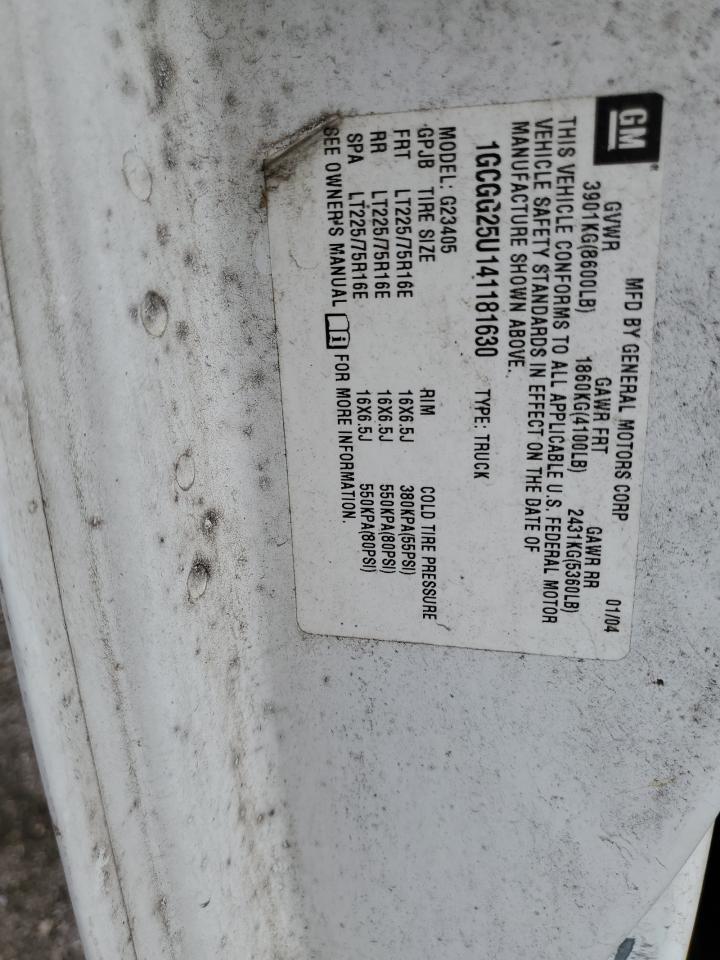 GM
MFD BY GENERAL MOTORS CORP 01/04
GVWR GAWR FRT GAWR RR
3901KG(8600LB) 1860KG(4100LB) 2431KG(5360LB)
THIS VEHICLE CONFORMS TO ALL APPLICABLE U.S. FEDERAL MOTOR
VEHICLE SAFETY STANDARDS IN EFFECT ON THE DATE OF
MANUFACTURE SHOWN ABOVE.
1GCGG25U141181630 TYPE: TRUCK
MODEL: G23405
GPJB TIRE SIZE RIM COLD TIRE PRESSURE
FRT LT225/75R16E 16X6.5J 380KPA(55PSI)
RR LT225/75R16E 16X6.5J 550KPA(80PSI)
SPA LT225/75R16E 16X6.5J 550KPA(80PSI)
SEE OWNER'S MANUAL i FOR MORE INFORMATION.